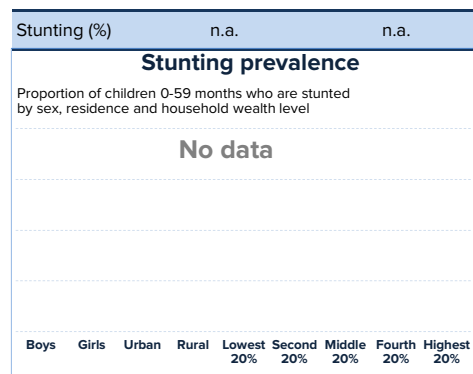 Stunting (%) n.a. n.a.
Stunting prevalence
Proportion of children 0-59 months who are stunted
by sex, residence and household wealth level
No data
Boys Girls Urban Rural Lowest Second Middle Fourth Highest
20% 20% 20% 20% 20%